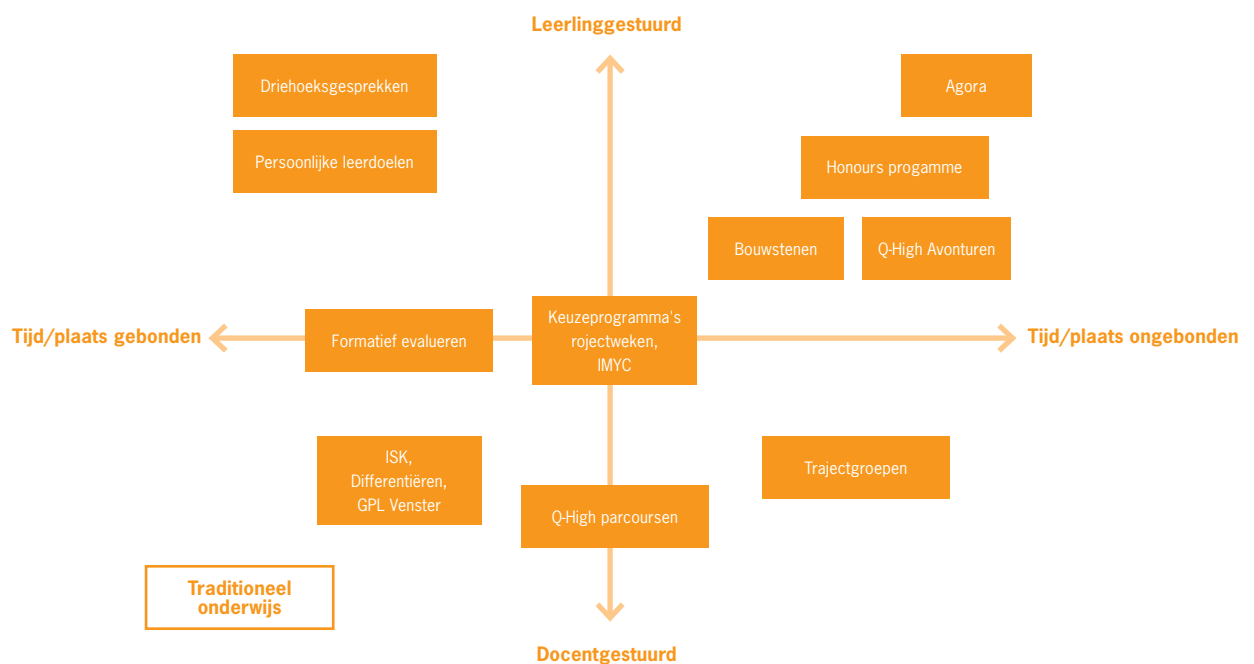 Leerlinggestuurd
Driehoeksgesprekken
Agora
Persoonlijke leerdoelen
Honours progamme
Bouwstenen
Q-High Avonturen
Tijd/plaats gebonden
Formatief evalueren
Keuzeprogramma's
rojectweken,
IMYC
Tijd/plaats ongebonden
ISK,
Differentiëren,
GPL Venster
Trajectgroepen
Q-High parcoursen
Traditioneel
onderwijs
Docentgestuurd